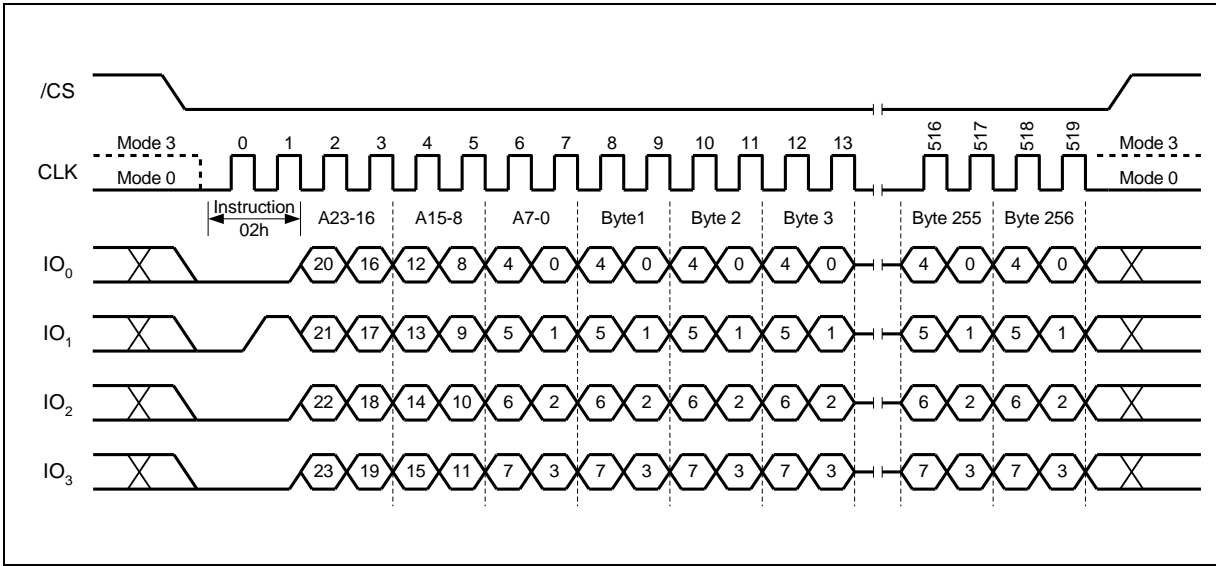 /CS
Mode 3 0 1 2 3 4 5 6 7 8 9 10 11 12 13 516 517 518 519 Mode 3
CLK
Mode 0 Mode 0
Instruction
02h
A23-16 A15-8 A7-0 Byte1 Byte 2 Byte 3 Byte 255 Byte 256
IO0 20 16 12 8 4 0 4 0 4 0 4 0 4 0 4 0
IO1 21 17 13 9 5 1 5 1 5 1 5 1 5 1 5 1
IO2 22 18 14 10 6 2 6 2 6 2 6 2 6 2 6 2
IO3 23 19 15 11 7 3 7 3 7 3 7 3 7 3 7 3